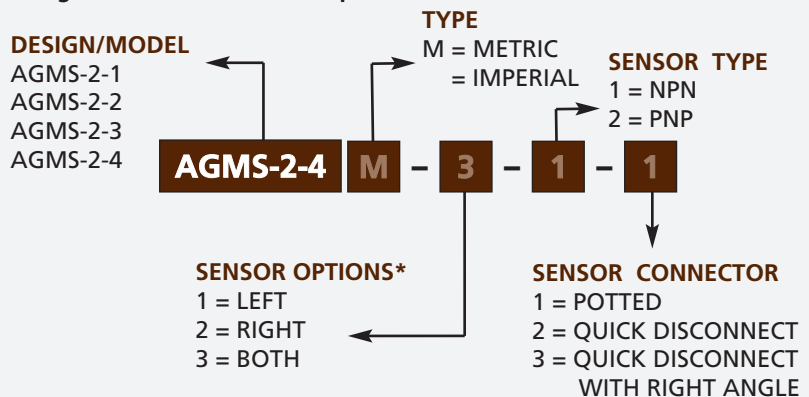 TYPE
M = METRIC
= IMPERIAL
DESIGN/MODEL
AGMS-2-1
AGMS-2-2
AGMS-2-3
AGMS-2-4
SENSOR TYPE
1 = NPN
2 = PNP
AGMS-2-4 M - 3 - 1 - 1
SENSOR OPTIONS*
1 = LEFT
2 = RIGHT
3 = BOTH
SENSOR CONNECTOR
1 = POTTED
2 = QUICK DISCONNECT
3 = QUICK DISCONNECT
WITH RIGHT ANGLE